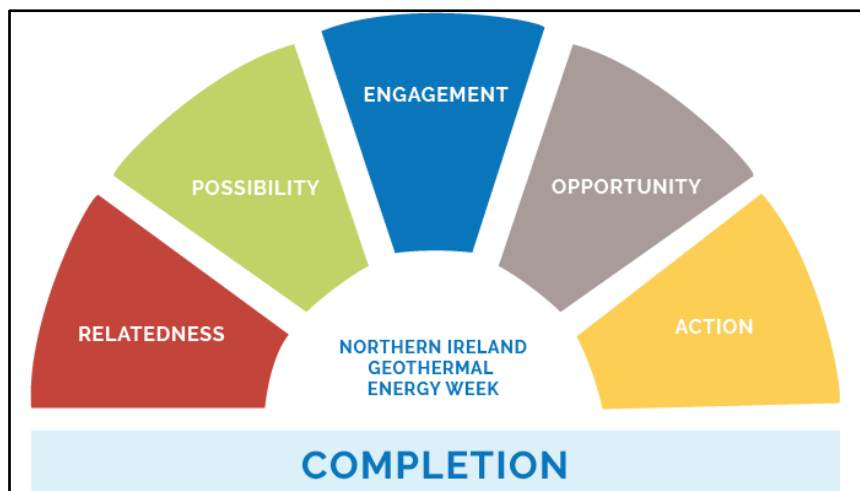 RELATEDNESS
POSSIBILITY
ENGAGEMENT
OPPORTUNITY
ACTION
NORTHERN IRELAND
GEOTHERMAL
ENERGY WEEK
COMPLETION